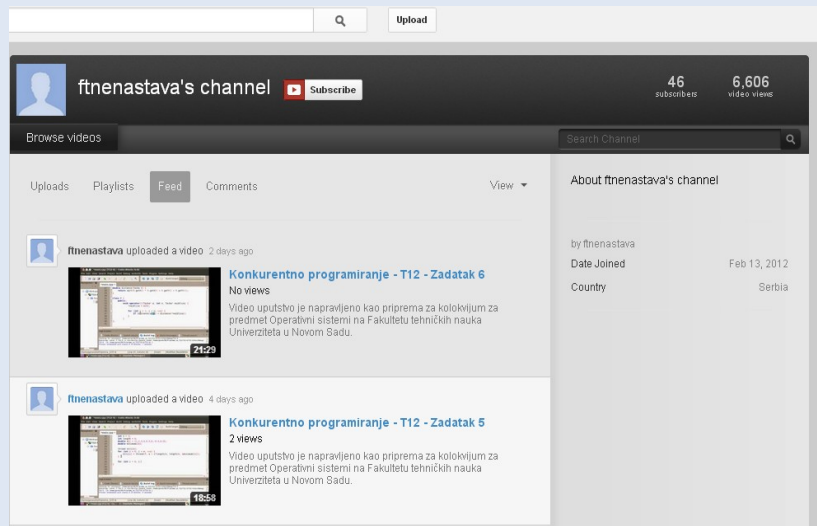 Upload
ftnenastava's channel
Subscribe
46
subscribers
6,606
video views
Browse videos
Search Channel
Uploads
Playlists
Feed
Comments
View
ftnenastava uploaded a video 2 days ago
Konkurentno programiranje - T12 - Zadatak 6
No views
Video uputstvo je napravljeno kao priprema za kolokvijum za
predmet Operativni sistemi na Fakultetu tehničkih nauka
Univerziteta u Novom Sadu.
21:29
ftnenastava uploaded a video 4 days ago
Konkurentno programiranje - T12 - Zadatak 5
2 views
Video uputstvo je napravljeno kao priprema za kolokvijum za
predmet Operativni sistemi na Fakultetu tehničkih nauka
Univerziteta u Novom Sadu.
18:58
About ftnenastava's channel
by ftnenastava
Date Joined Feb 13, 2012
Country Serbia